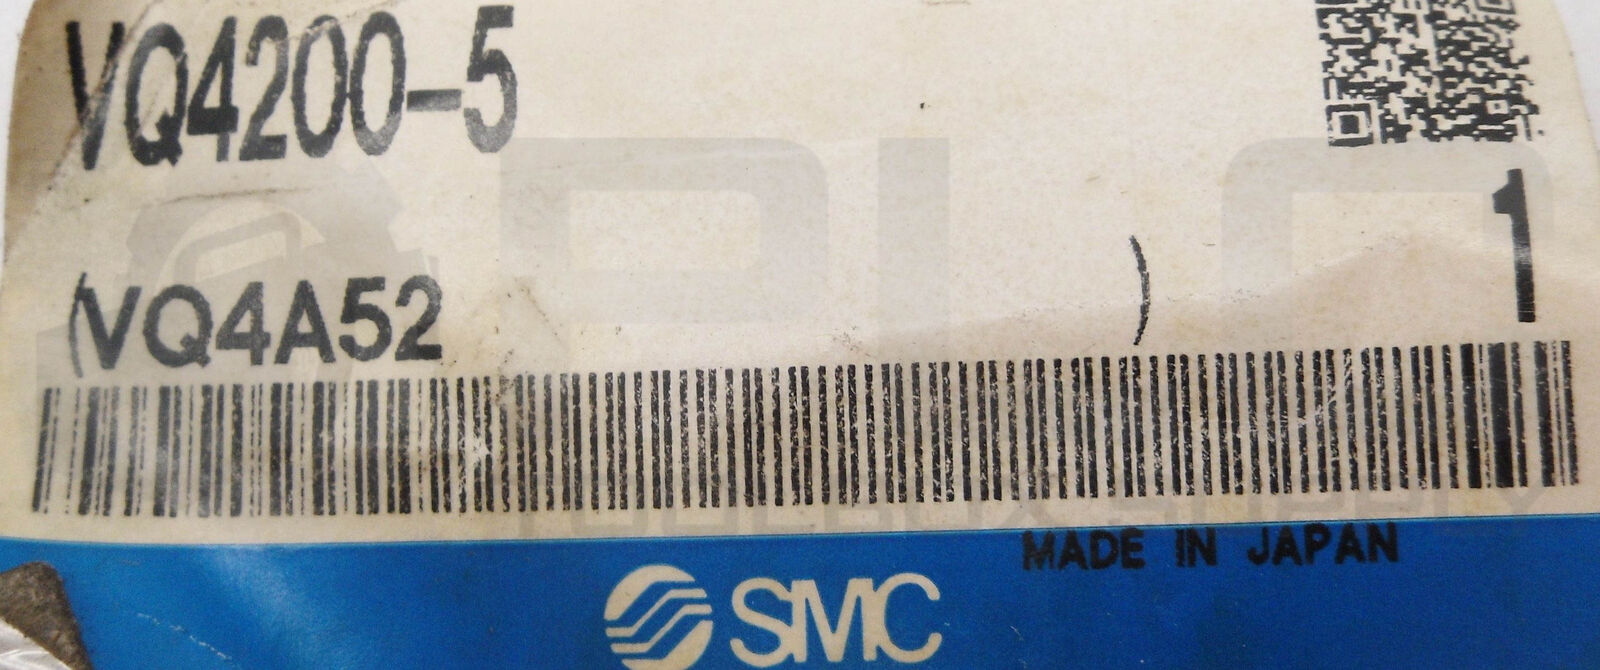 VQ4200-5
1
(VQ4A52 )
MADE IN JAPAN
SMC